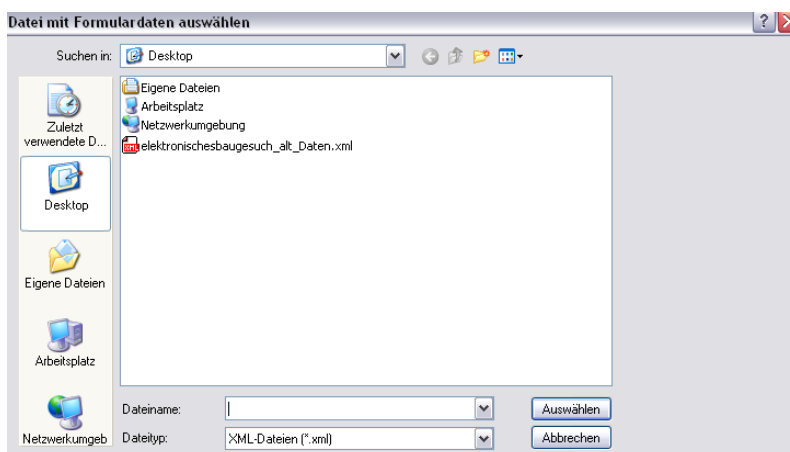 Datei mit Formulardaten auswählen
Suchen in:
Desktop
Zuletzt
verwendete D...
Desktop
Eigene Dateien
Arbeitsplatz
Netzwerkumgeb
Eigene Dateien
Arbeitsplatz
Netzwerkumgebung
XML elektronischesbaugesuch_alt_Daten.xml
Dateiname:
Auswählen
Dateityp:
XML-Dateien (*.xml)
Abbrechen